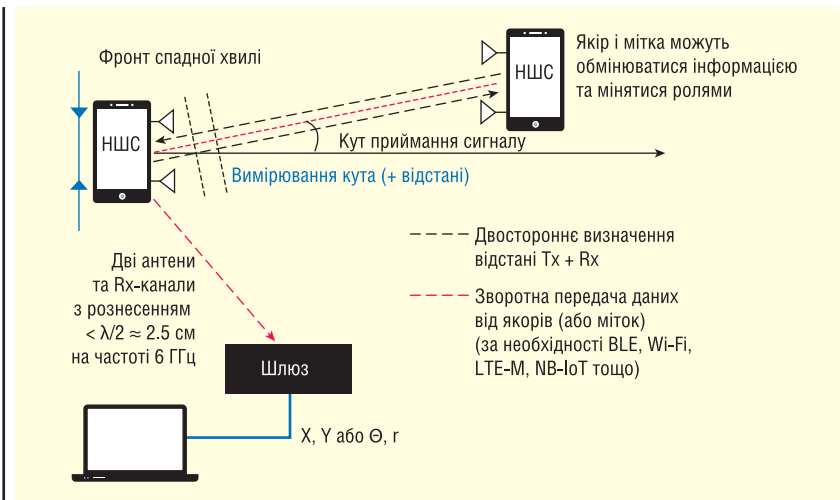 Фронт спадної хвилі
НШС
НШС
Якір і мітка можуть
обмінюватися інформацією
та мінятися ролями
Кут приймання сигналу
Вимірювання кута (+ відстані)
Дві антени
та Rx-канали
з рознесенням
< λ/2 ≈ 2.5 см
на частоті 6 ГГц
Двостороннє визначення
відстані Tx + Rx
Зворотна передача даних
від якорів (або міток)
(за необхідності BLE, Wi-Fi,
LTE-M, NB-IoT тощо)
Шлюз
X, Y або Θ, r